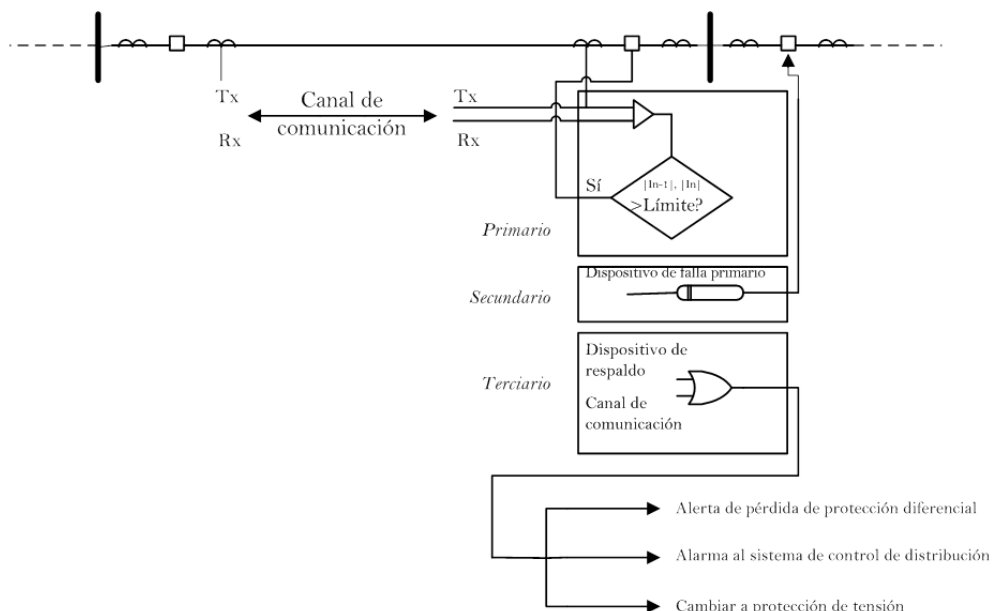 Tx
Canal de
comunicación
Rx
Tx
Rx
Sí
|In-t|, |In|
>Límite?
Primario
Dispositivo de falla primario
Secundario
Dispositivo de
respaldo
Terciario
Canal de
comunicación
Alerta de pérdida de protección diferencial
Alarma al sistema de control de distribución
Cambiar a protección de tensión